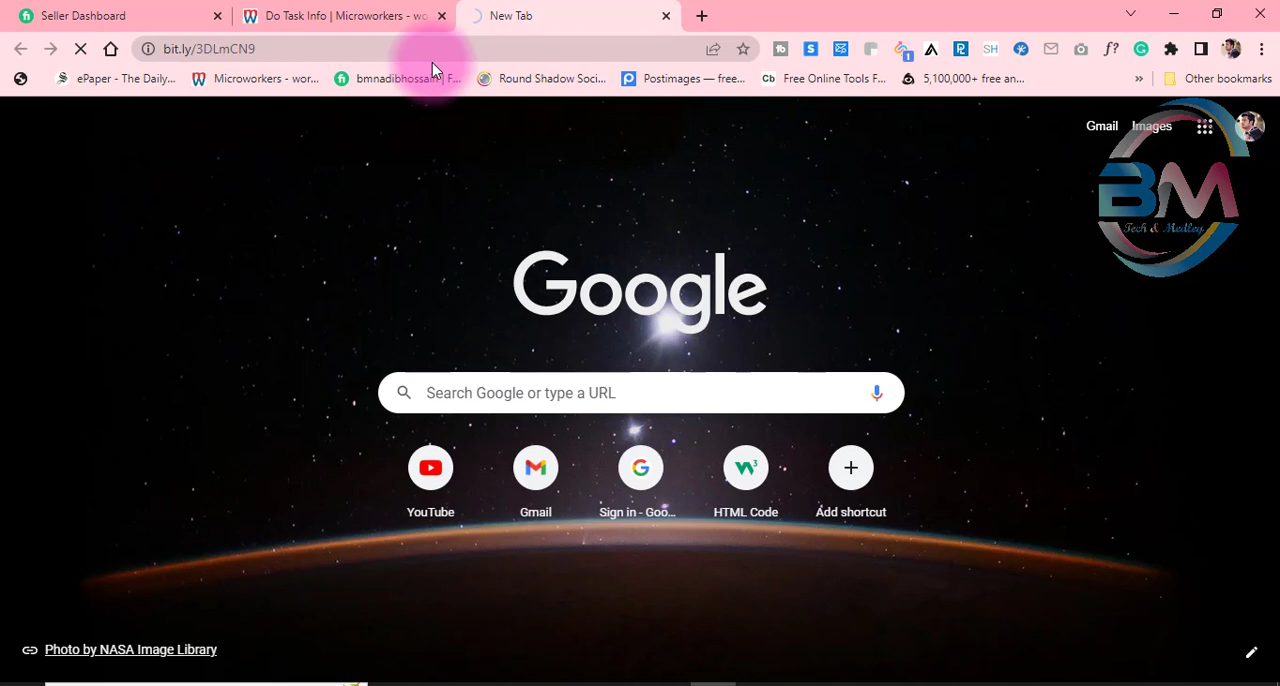 Seller Dashboard
Do Task Info | Microworkers - wo
New Tab
bit.ly/3DLmCN9
SH
f?
ePaper - The Daily...
Microworkers - wor...
bmnadibhossain | F...
Round Shadow Soci...
Postimages — free...
Cb Free Online Tools F...
5,100,000+ free an...
» Other bookmarks
Gmail Images
BM
Tech & Medley
Google
Search Google or type a URL
YouTube
Gmail
Sign in - Goo...
HTML Code
Add shortcut
Photo by NASA Image Library